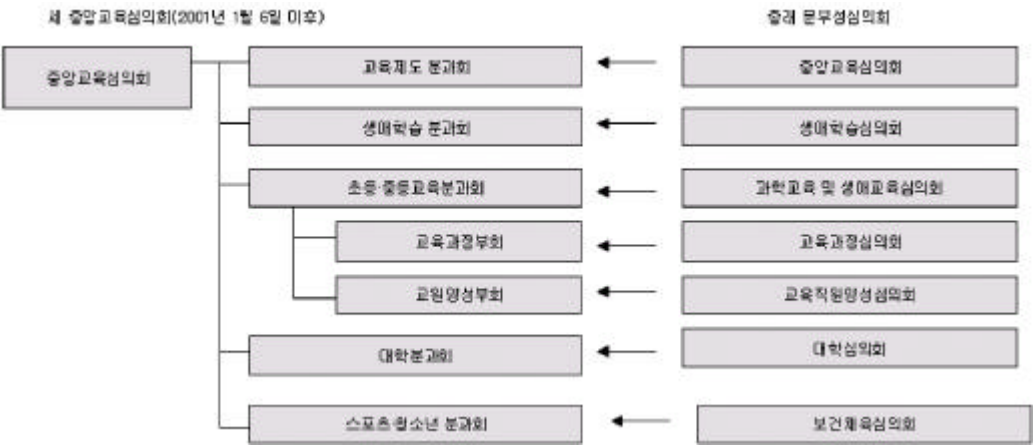 새 중앙교육심의회(2001년 1월 6일 이후)
종래 문부성심의회
중앙교육심의회
교육제도 분과회
중앙교육심의회
생애학습 분과회
생애학습심의회
초등·중등교육분과회
과학교육 및 생애교육심의회
교육과정부회
교육과정심의회
교원양성부회
교육직원양성심의회
대학분과회
대학심의회
스포츠·청소년 분과회
보건체육심의회